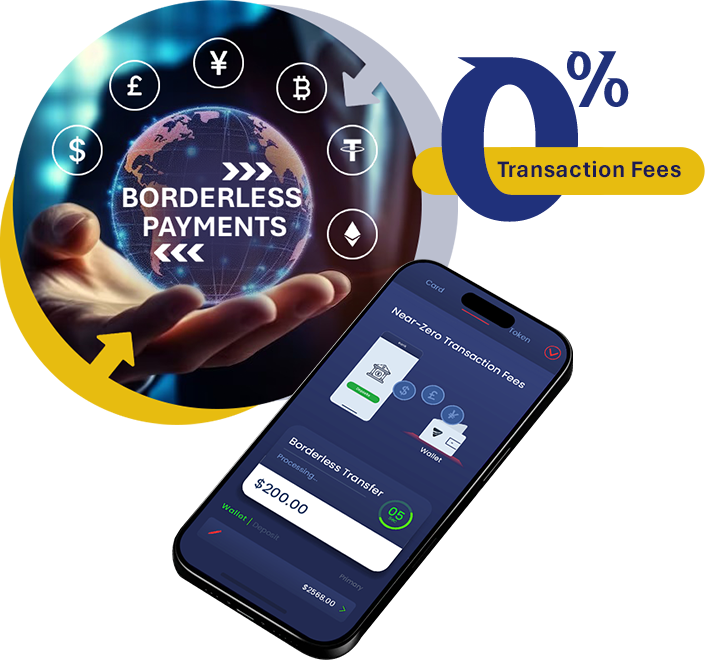 $
£
¥
₿
₮
BORDERLESS
PAYMENTS
0%
Transaction Fees
Card
Token
Near-Zero Transaction Fees
$
£
¥
Wallet
Borderless Transfer
Processing...
$200.00
05
Wallet | Deposit
Primary
$2568.00